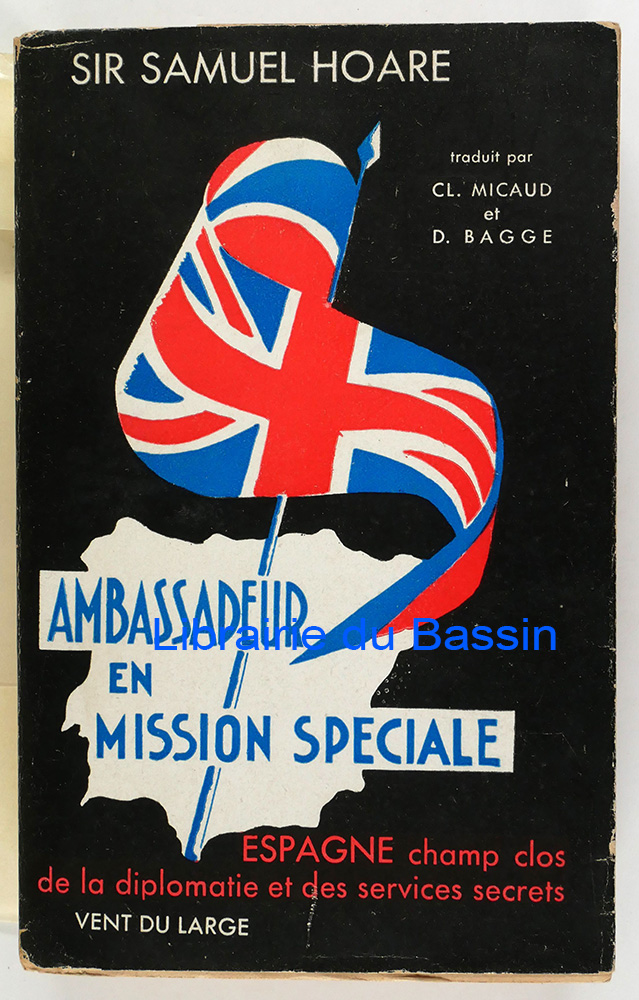 SIR SAMUEL HOARE
traduit par
CL. MICAUD
et
D. BAGGE
AMBASSADEUR
Librairie du Bassin
EN
MISSION SPECIALE
ESPAGNE champ clos
de la diplomatie et des services secrets
VENT DU LARGE